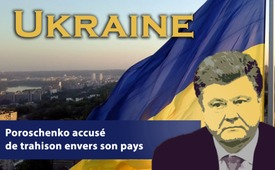 UKRAINE
Poroschenko accusé
de trahison envers son pays